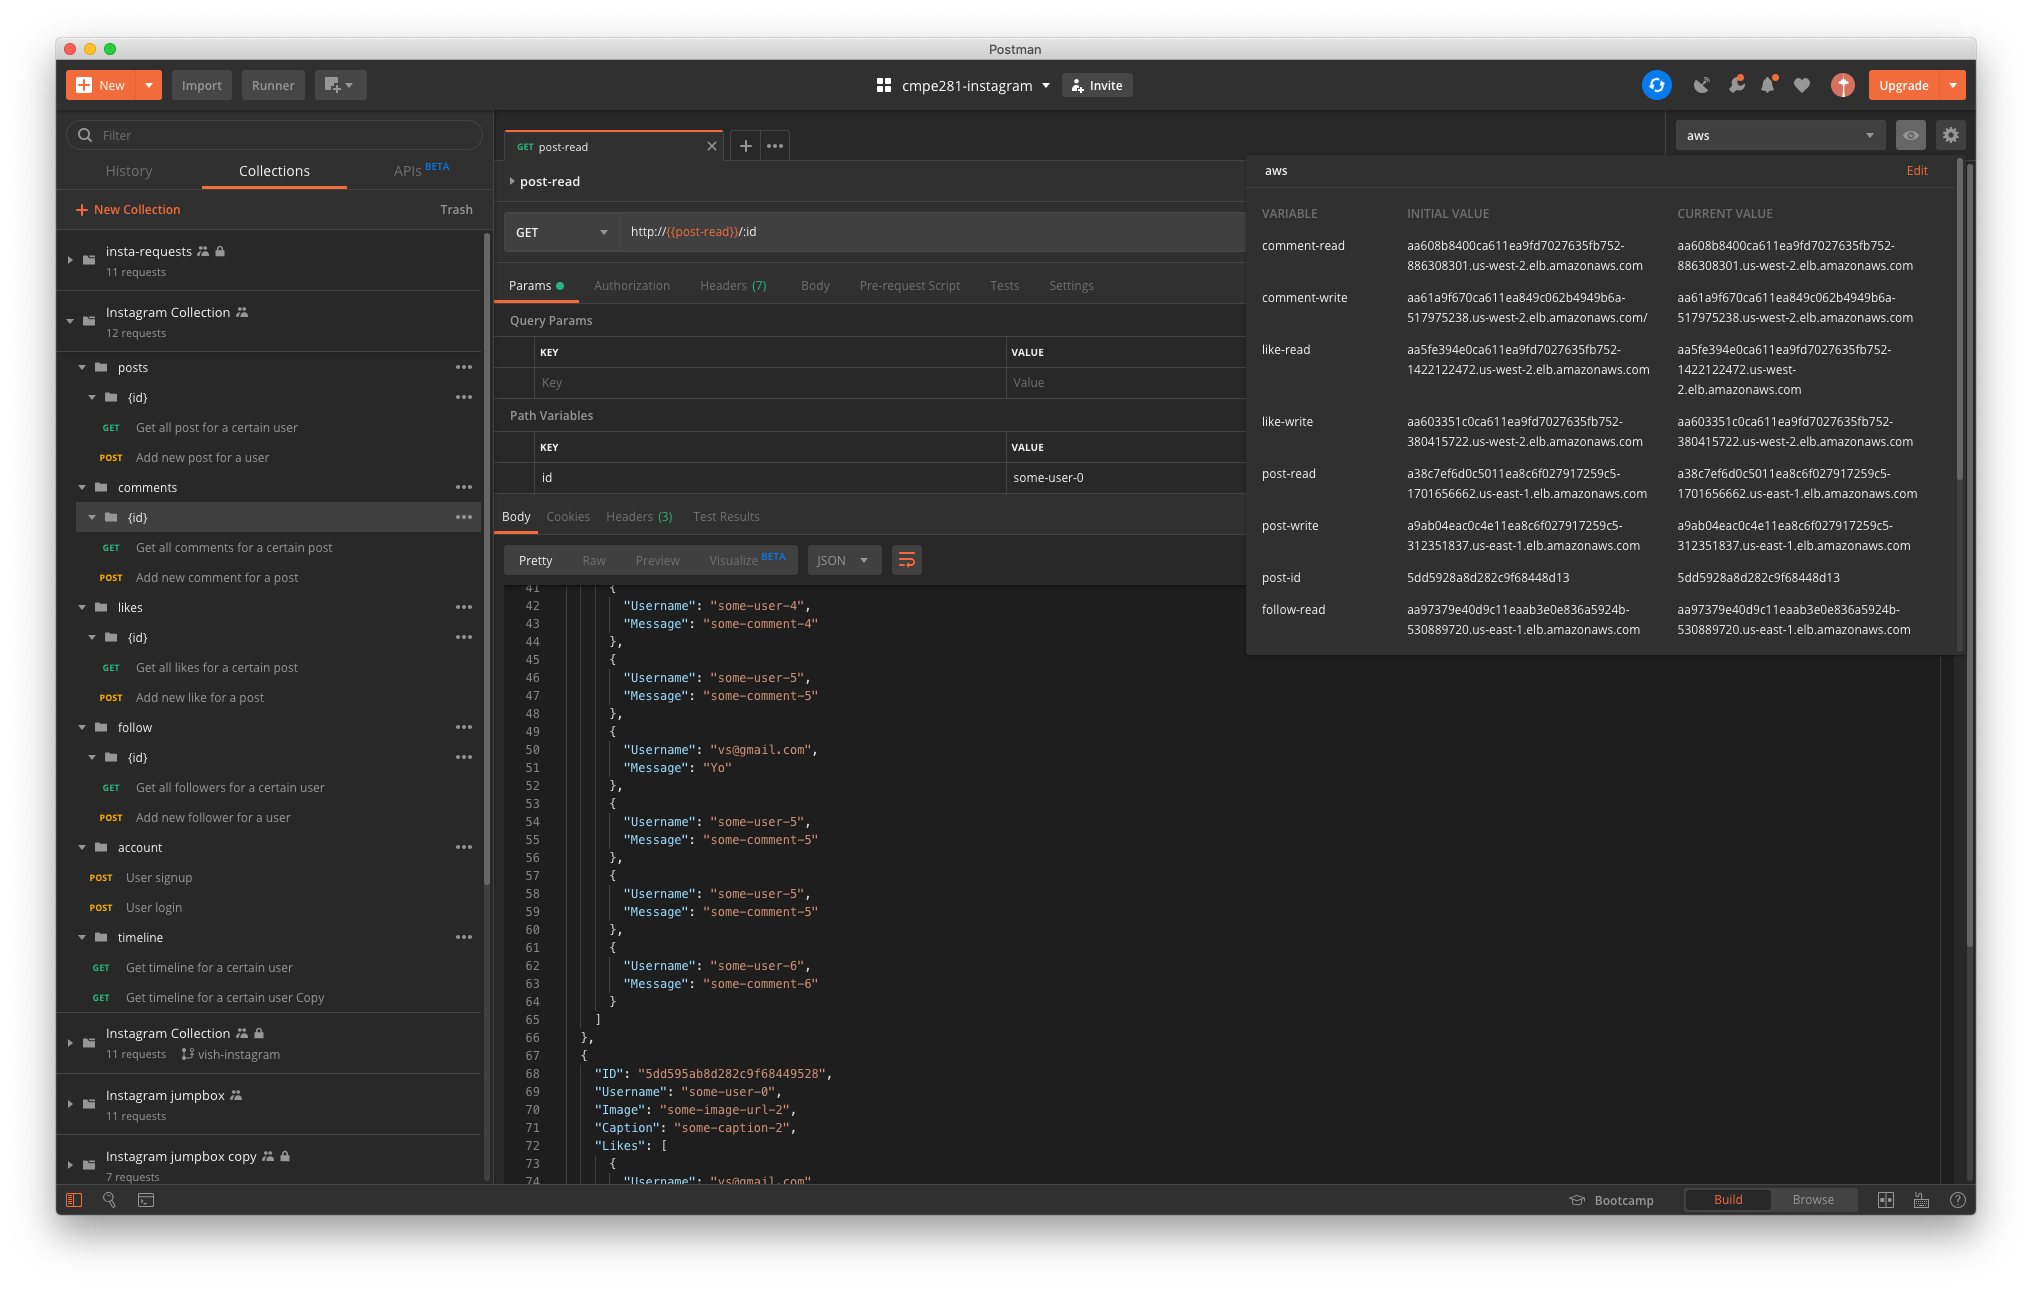 Postman
New
Import
Runner
cmpe281-instagram
Invite
Upgrade
Filter
History
Collections
APIs BETA
New Collection
Trash
insta-requests
11 requests
Instagram Collection
12 requests
posts
{id}
GET Get all post for a certain user
POST Add new post for a user
comments
{id}
GET Get all comments for a certain post
POST Add new comment for a post
likes
{id}
GET Get all likes for a certain post
POST Add new like for a post
follow
{id}
GET Get all followers for a certain user
POST Add new follower for a user
account
POST User signup
POST User login
timeline
GET Get timeline for a certain user
GET Get timeline for a certain user Copy
Instagram Collection
11 requests vish-instagram
Instagram jumpbox
11 requests
Instagram jumpbox copy
7 requests
GET post-read
post-read
GET http://{{post-read}}/:id
Params Authorization Headers (7) Body Pre-request Script Tests Settings
Query Params
KEY VALUE
Key Value
Path Variables
KEY VALUE
id some-user-0
Body Cookies Headers (3) Test Results
Pretty Raw Preview Visualize BETA JSON
41 {
42 "Username": "some-user-4",
43 "Message": "some-comment-4"
44 },
45 {
46 "Username": "some-user-5",
47 "Message": "some-comment-5"
48 },
49 {
50 "Username": "vs@gmail.com",
51 "Message": "Yo"
52 },
53 {
54 "Username": "some-user-5",
55 "Message": "some-comment-5"
56 },
57 {
58 "Username": "some-user-5",
59 "Message": "some-comment-5"
60 },
61 {
62 "Username": "some-user-6",
63 "Message": "some-comment-6"
64 }
65 ]
66 },
67 {
68 "ID": "5dd595ab8d282c9f68449528",
69 "Username": "some-user-0",
70 "Image": "some-image-url-2",
71 "Caption": "some-caption-2",
72 "Likes": [
73 {
74 "Username": "vs@gmail.com"
aws
aws Edit
VARIABLE INITIAL VALUE CURRENT VALUE
comment-read aa608b8400ca611ea9fd7027635fb752- aa608b8400ca611ea9fd7027635fb752-
886308301.us-west-2.elb.amazonaws.com 886308301.us-west-2.elb.amazonaws.com
comment-write aa61a9f670ca611ea849c062b4949b6a- aa61a9f670ca611ea849c062b4949b6a-
517975238.us-west-2.elb.amazonaws.com/ 517975238.us-west-2.elb.amazonaws.com
like-read aa5fe394e0ca611ea9fd7027635fb752- aa5fe394e0ca611ea9fd7027635fb752-
1422122472.us-west-2.elb.amazonaws.com 1422122472.us-west-
2.elb.amazonaws.com
like-write aa603351c0ca611ea9fd7027635fb752- aa603351c0ca611ea9fd7027635fb752-
380415722.us-west-2.elb.amazonaws.com 380415722.us-west-2.elb.amazonaws.com
post-read a38c7ef6d0c5011ea8c6f027917259c5- a38c7ef6d0c5011ea8c6f027917259c5-
1701656662.us-east-1.elb.amazonaws.com 1701656662.us-east-1.elb.amazonaws.com
post-write a9ab04eac0c4e11ea8c6f027917259c5- a9ab04eac0c4e11ea8c6f027917259c5-
312351837.us-east-1.elb.amazonaws.com 312351837.us-east-1.elb.amazonaws.com
post-id 5dd5928a8d282c9f68448d13 5dd5928a8d282c9f68448d13
follow-read aa97379e40d9c11eaab3e0e836a5924b- aa97379e40d9c11eaab3e0e836a5924b-
530889720.us-east-1.elb.amazonaws.com 530889720.us-east-1.elb.amazonaws.com
Bootcamp
Build
Browse